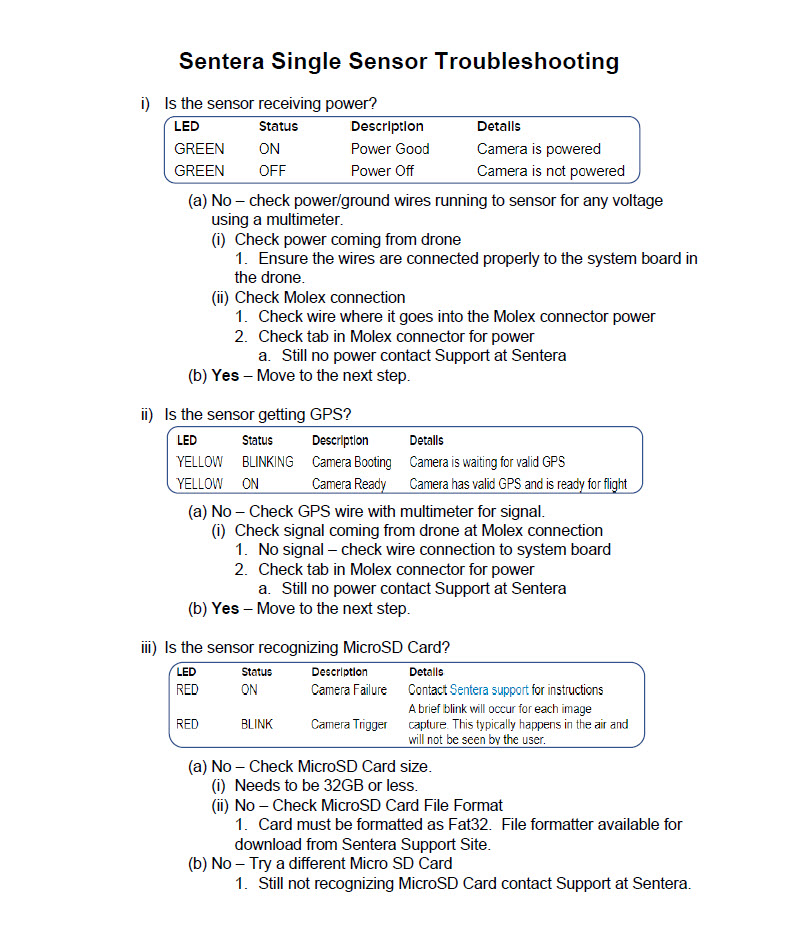 Sentera Single Sensor Troubleshooting
i) Is the sensor receiving power?
LED Status Description Details
GREEN ON Power Good Camera is powered
GREEN OFF Power Off Camera is not powered
(a) No – check power/ground wires running to sensor for any voltage
using a multimeter.
(i) Check power coming from drone
1. Ensure the wires are connected properly to the system board in
the drone.
(ii) Check Molex connection
1. Check wire where it goes into the Molex connector power
2. Check tab in Molex connector for power
a. Still no power contact Support at Sentera
(b) Yes – Move to the next step.
ii) Is the sensor getting GPS?
LED Status Description Details
YELLOW BLINKING Camera Booting Camera is waiting for valid GPS
YELLOW ON Camera Ready Camera has valid GPS and is ready for flight
(a) No – Check GPS wire with multimeter for signal.
(i) Check signal coming from drone at Molex connection
1. No signal – check wire connection to system board
2. Check tab in Molex connector for power
a. Still no power contact Support at Sentera
(b) Yes – Move to the next step.
iii) Is the sensor recognizing MicroSD Card?
LED Status Description Details
RED ON Camera Failure Contact Sentera support for instructions
A brief blink will occur for each image
RED BLINK Camera Trigger capture. This typically happens in the air and
will not be seen by the user.
(a) No – Check MicroSD Card size.
(i) Needs to be 32GB or less.
(ii) No – Check MicroSD Card File Format
1. Card must be formatted as Fat32. File formatter available for
download from Sentera Support Site.
(b) No – Try a different Micro SD Card
1. Still not recognizing MicroSD Card contact Support at Sentera.